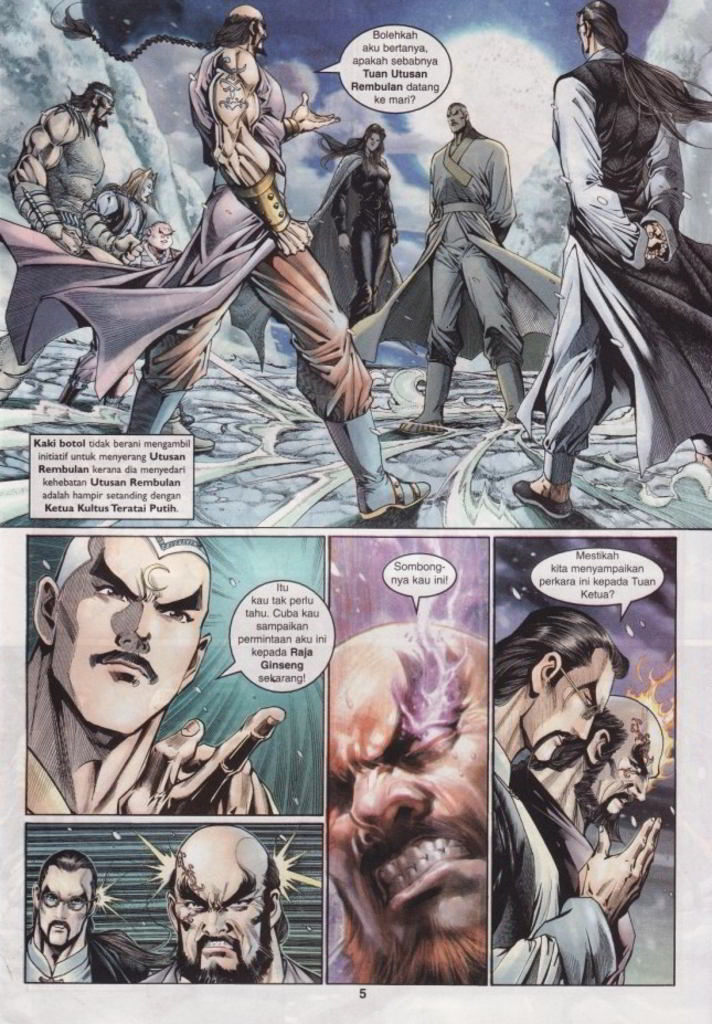 Bolehkah
aku bertanya,
apakah sebabnya
Tuan Utusan
Rembulan datang
ke mari?
Kaki botol tidak berani mengambil
initiatif untuk menyerang Utusan
Rembulan kerana dia menyedari
kehebatan Utusan Rembulan
adalah hampir setanding dengan
Ketua Kultus Teratai Putih.
Itu
kau tak perlu
tahu. Cuba kau
sampaikan
permintaan aku ini
kepada Raja
Ginseng
sekarang!
Sombong-
nya kau ini!
Mestikah
kita menyampaikan
perkara ini kepada Tuan
Ketua?
5